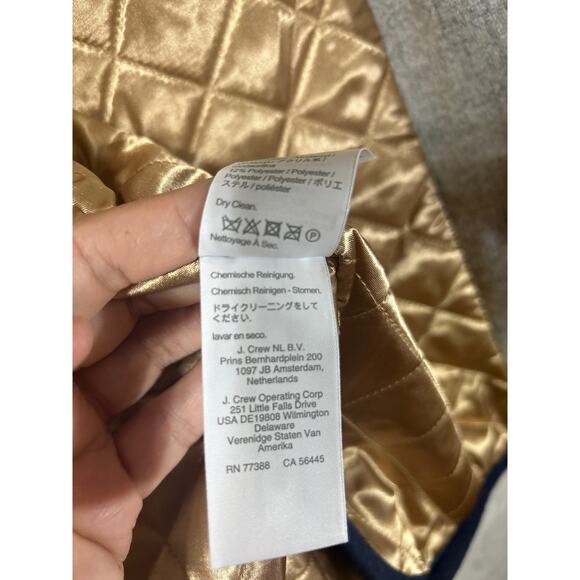 12% Polyester / Polyester /
Polyester / Polyester / ポリエ
ステル / poliéster
Dry Clean.
P
Nettoyage À Sec.
Chemische Reinigung.
Chemisch Reinigen - Stomen.
ドライクリーニングをして
ください.
lavar en seco.
J. Crew NL B.V.
Prins Bernhardplein 200
1097 JB Amsterdam,
Netherlands
J. Crew Operating Corp
251 Little Falls Drive
USA DE19808 Wilmington
Delaware
Verenidge Staten Van
Amerika
RN 77388 CA 56445